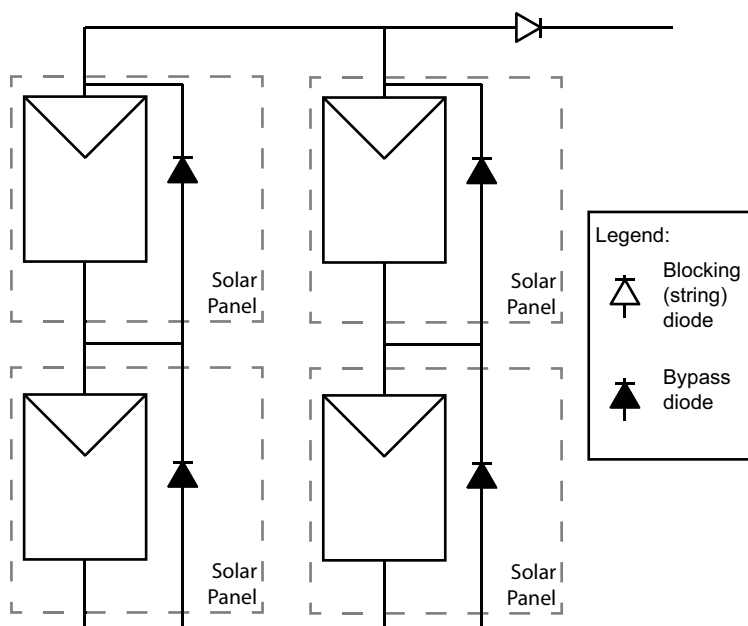 Solar
Panel
Solar
Panel
Legend:
Blocking
(string)
diode
Bypass
diode
Solar
Panel
Solar
Panel